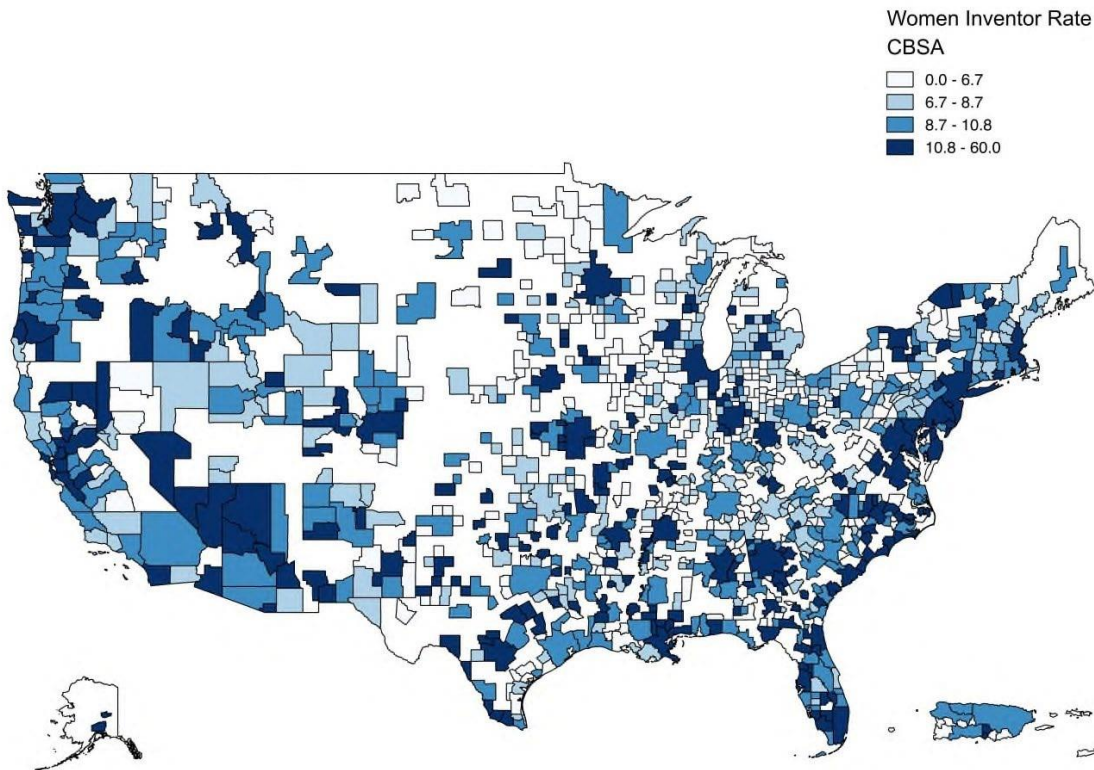 Women Inventor Rate
CBSA
0.0 - 6.7
6.7 - 8.7
8.7 - 10.8
10.8 - 60.0